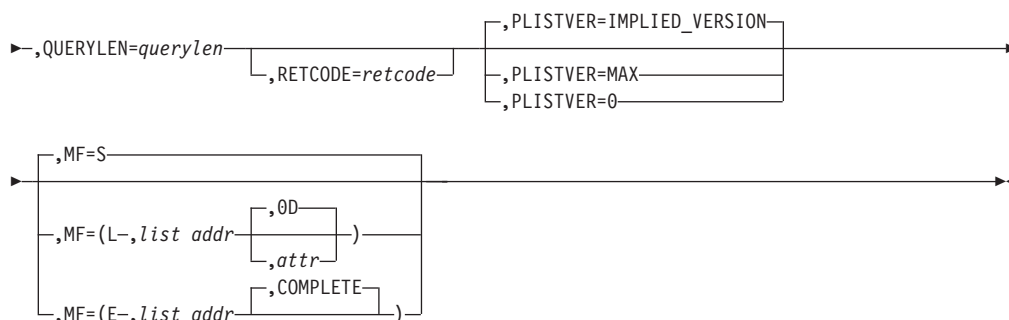 ,PLISTVER=IMPLIED_VERSION
,QUERYLEN=querylen
,RETCODE=retcode
,PLISTVER=MAX
,PLISTVER=0
,MF=S
,0D
,MF=(L ,list addr )
,attr
,COMPLETE
,MF=(E ,list addr )